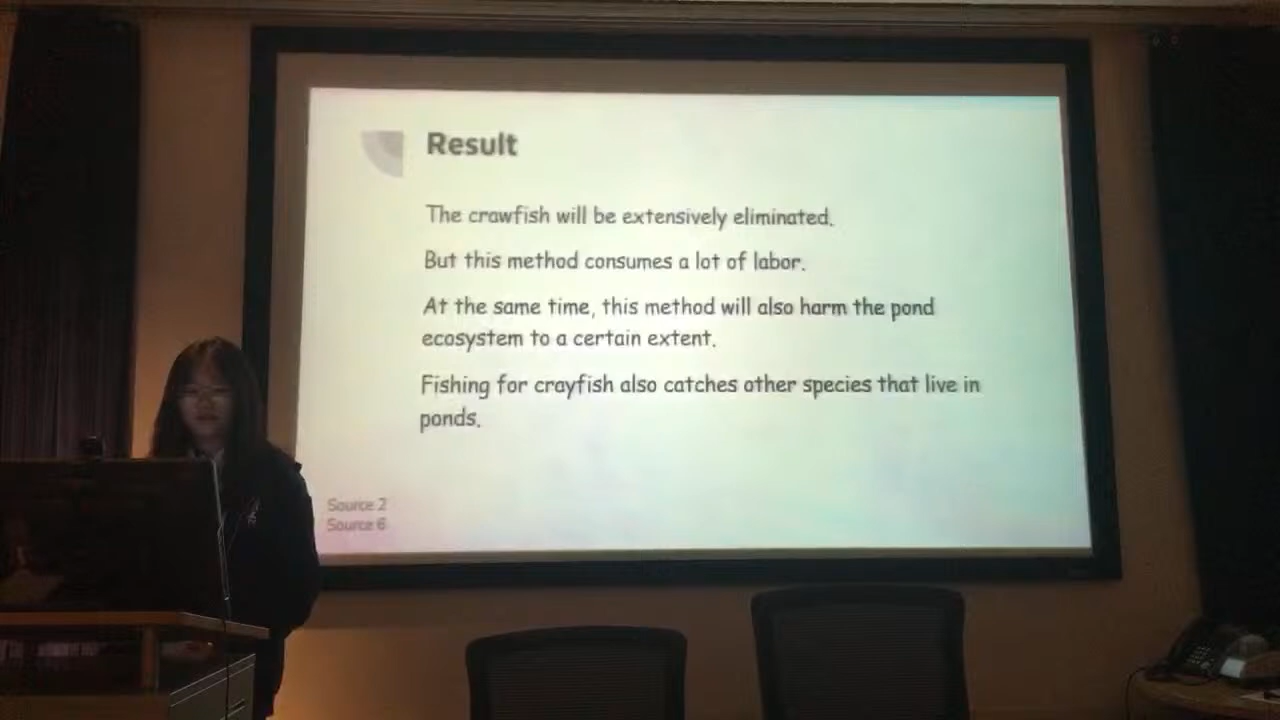 Result
The crawfish will be extensively eliminated.
But this method consumes a lot of labor.
At the same time, this method will also harm the pond
ecosystem to a certain extent.
Fishing for crayfish also catches other species that live in
ponds.
Source 2
Source 6